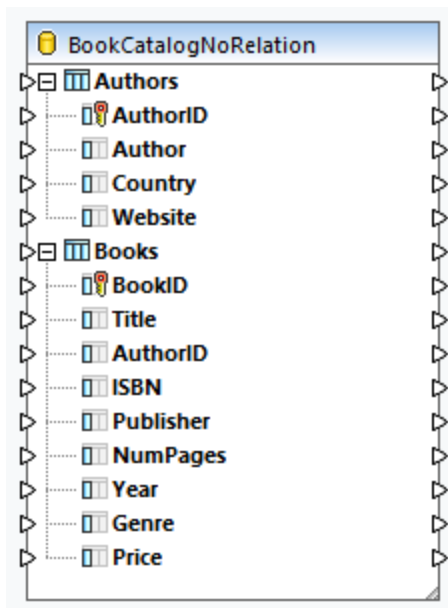 BookCatalogNoRelation
Authors
AuthorID
Author
Country
Website
Books
BookID
Title
AuthorID
ISBN
Publisher
NumPages
Year
Genre
Price